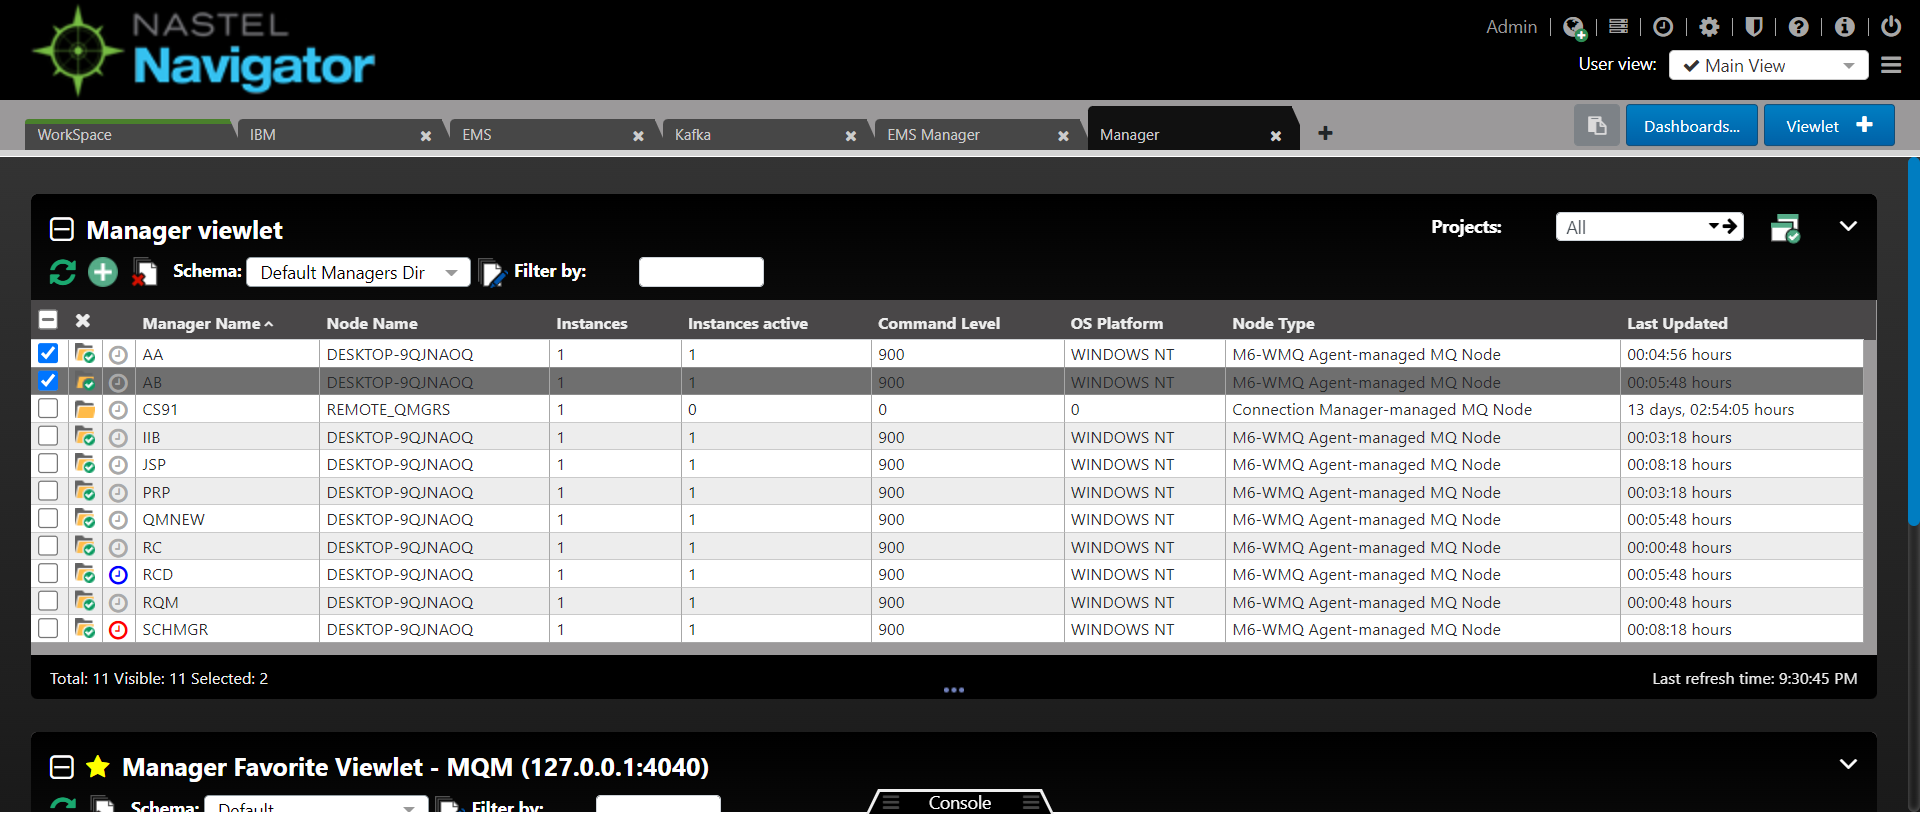 NASTEL
Navigator
Admin
User view: Main View
WorkSpace IBM EMS Kafka EMS Manager Manager
Dashboards... Viewlet
Manager viewlet
Projects: All
Schema: Default Managers Dir Filter by:
Manager Name Node Name Instances Instances active Command Level OS Platform Node Type Last Updated
AA DESKTOP-9QJNAOQ 1 1 900 WINDOWS NT M6-WMQ Agent-managed MQ Node 00:04:56 hours
AB DESKTOP-9QJNAOQ 1 1 900 WINDOWS NT M6-WMQ Agent-managed MQ Node 00:05:48 hours
CS91 REMOTE_QMGRS 1 0 0 0 Connection Manager-managed MQ Node 13 days, 02:54:05 hours
IIB DESKTOP-9QJNAOQ 1 1 900 WINDOWS NT M6-WMQ Agent-managed MQ Node 00:03:18 hours
JSP DESKTOP-9QJNAOQ 1 1 900 WINDOWS NT M6-WMQ Agent-managed MQ Node 00:08:18 hours
PRP DESKTOP-9QJNAOQ 1 1 900 WINDOWS NT M6-WMQ Agent-managed MQ Node 00:03:18 hours
QMNEW DESKTOP-9QJNAOQ 1 1 900 WINDOWS NT M6-WMQ Agent-managed MQ Node 00:05:48 hours
RC DESKTOP-9QJNAOQ 1 1 900 WINDOWS NT M6-WMQ Agent-managed MQ Node 00:00:48 hours
RCD DESKTOP-9QJNAOQ 1 1 900 WINDOWS NT M6-WMQ Agent-managed MQ Node 00:05:48 hours
RQM DESKTOP-9QJNAOQ 1 1 900 WINDOWS NT M6-WMQ Agent-managed MQ Node 00:00:48 hours
SCHMGR DESKTOP-9QJNAOQ 1 1 900 WINDOWS NT M6-WMQ Agent-managed MQ Node 00:08:18 hours
Total: 11 Visible: 11 Selected: 2
Last refresh time: 9:30:45 PM
Manager Favorite Viewlet - MQM (127.0.0.1:4040)
Schema: Default Filter by:
Console